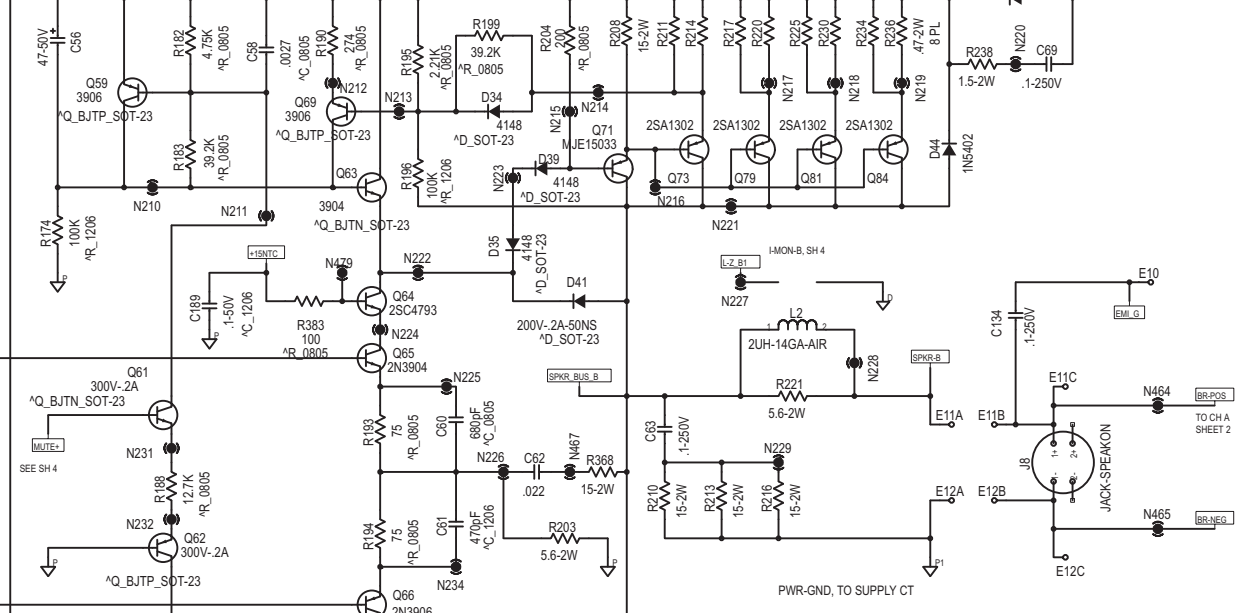 47-50V
C56
R182
4.75K
^R_0805
C58
.0027
^C_0805
R190
274
^R_0805
R195
2.21K
^R_0805
R199
39.2K
^R_0805
R204
200
^R_0805
R208
15-2W
R211
R214
R217
R220
R225
R230
R234
R236
.47-2W
8 PL
R238
1.5-2W
N220
C69
.1-250V
Q59
3906
^Q_BJTP_SOT-23
Q69
3906
^Q_BJTP_SOT-23
N212
N213
D34
4148
^D_SOT-23
N214
N215
Q71
MJE15033
2SA1302
2SA1302
2SA1302
2SA1302
N217
N218
N219
D44
1N5402
R183
39.2K
^R_0805
Q63
3904
^Q_BJTN_SOT-23
R196
100K
^R_1206
N223
D39
4148
^D_SOT-23
Q73
Q79
Q81
Q84
N216
N221
N210
N211
R174
100K
^R_1206
P
+15NTC
N479
N222
D35
4148
^D_SOT-23
D41
200V-.2A-50NS
^D_SOT-23
C189
.1-50V
^C_1206
P
R383
100
^R_0805
Q64
2SC4793
N224
Q65
2N3904
I-MON-B, SH 4
L-Z_B1
N227
D
L2
1
2
2UH-14GA-AIR
N228
R221
5.6-2W
SPKR_BUS_B
SPKR-B
C134
.1-250V
E10
EMI_G
Q61
300V-.2A
^Q_BJTN_SOT-23
MUTE+
SEE SH 4
N231
R188
12.7K
^R_0805
N232
Q62
300V-.2A
^Q_BJTP_SOT-23
P
N225
R193
75
^R_0805
C60
680pF
^C_0805
N226
C62
.022
N467
R368
15-2W
R194
75
^R_0805
C61
470pF
^C_1206
N234
R203
5.6-2W
P
Q66
2N3906
C63
.1-250V
N229
R210
15-2W
R213
15-2W
R216
15-2W
E11A
E11B
E11C
E12A
E12B
E12C
P1
PWR-GND, TO SUPPLY CT
J8
1+
2+
1-
2-
JACK-SPEAKON
N464
BR-POS
TO CH A
SHEET 2
N465
BR-NEG